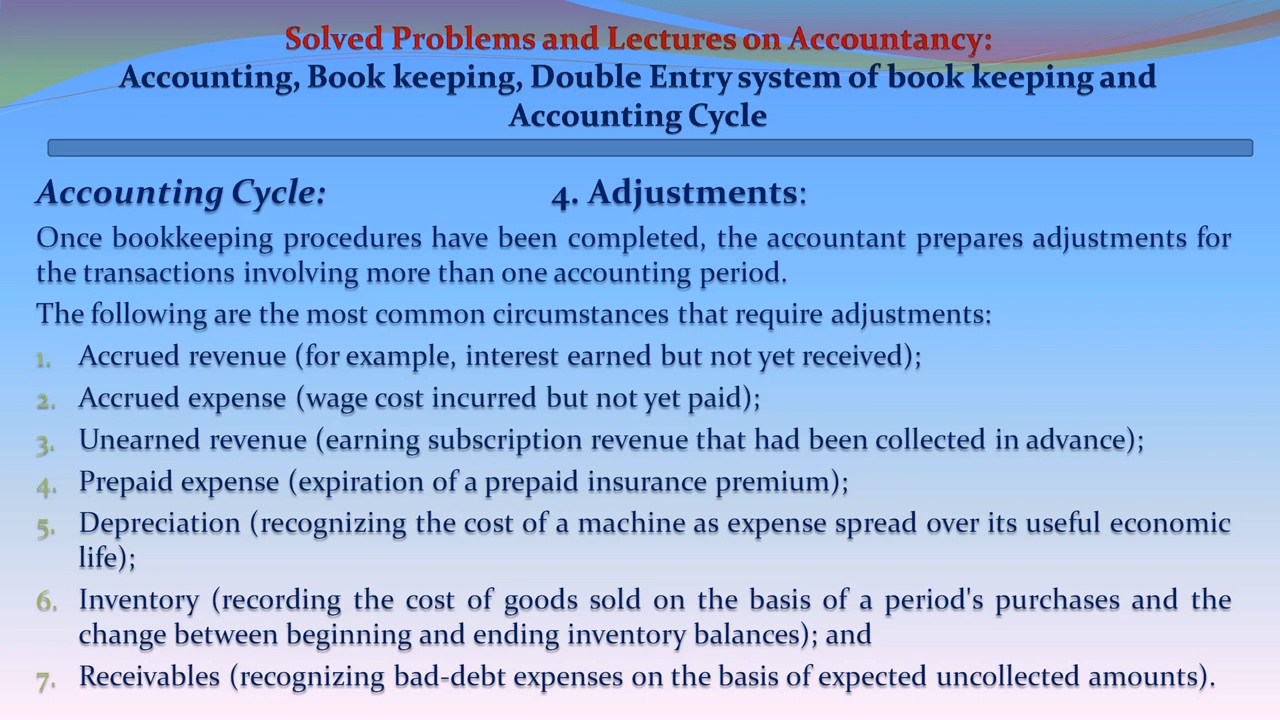 Solved Problems and Lectures on Accountancy:
Accounting, Book keeping, Double Entry system of book keeping and
Accounting Cycle
Accounting Cycle: 4. Adjustments:
Once bookkeeping procedures have been completed, the accountant prepares adjustments for
the transactions involving more than one accounting period.
The following are the most common circumstances that require adjustments:
1. Accrued revenue (for example, interest earned but not yet received);
2. Accrued expense (wage cost incurred but not yet paid);
3. Unearned revenue (earning subscription revenue that had been collected in advance);
4. Prepaid expense (expiration of a prepaid insurance premium);
5. Depreciation (recognizing the cost of a machine as expense spread over its useful economic
life);
6. Inventory (recording the cost of goods sold on the basis of a period's purchases and the
change between beginning and ending inventory balances); and
7. Receivables (recognizing bad-debt expenses on the basis of expected uncollected amounts).